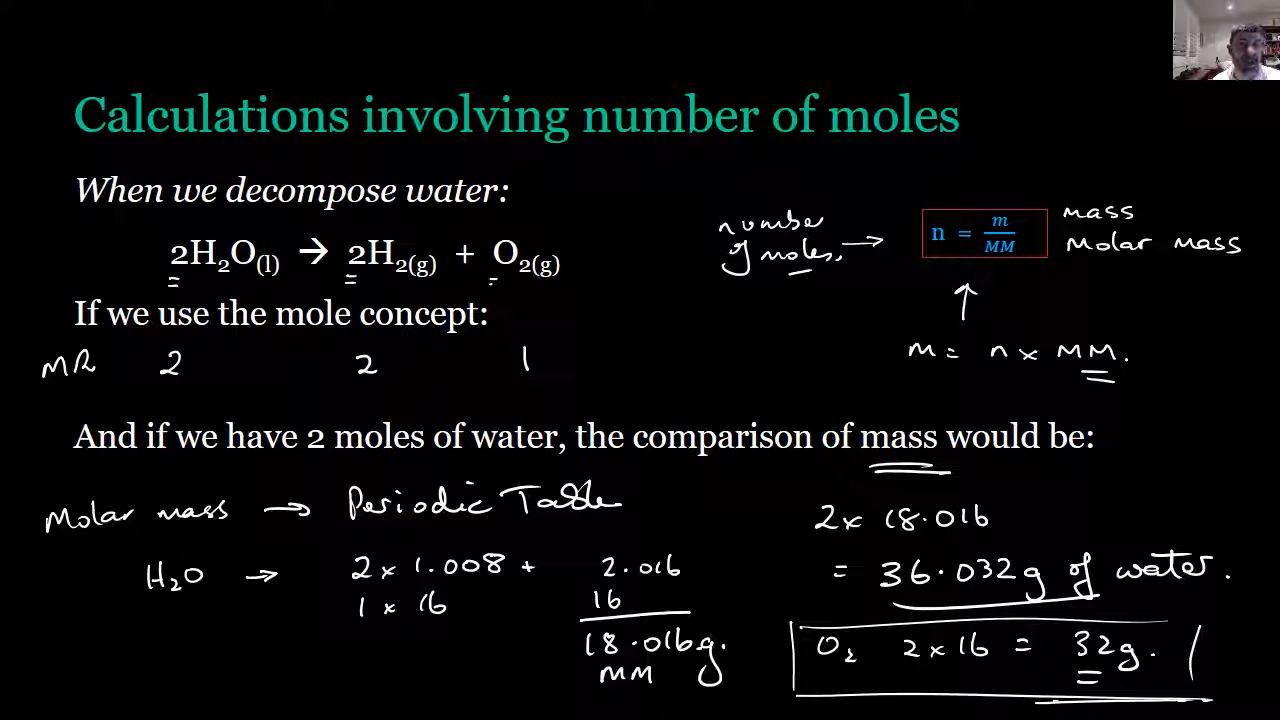 Calculations involving number of moles
When we decompose water:
2H₂O(l) → 2H₂(g) + O₂(g)
number
of moles. →
n = m/MM
mass
Molar mass
If we use the mole concept:
MR 2 2 1
m = n × MM.
And if we have 2 moles of water, the comparison of mass would be:
Molar mass → Periodic Table
H₂O → 2 × 1.008 +
1 × 16
2.016
16
18.016g.
MM
2 × 18.016
= 36.032g of water.
O₂ 2 × 16 = 32g.